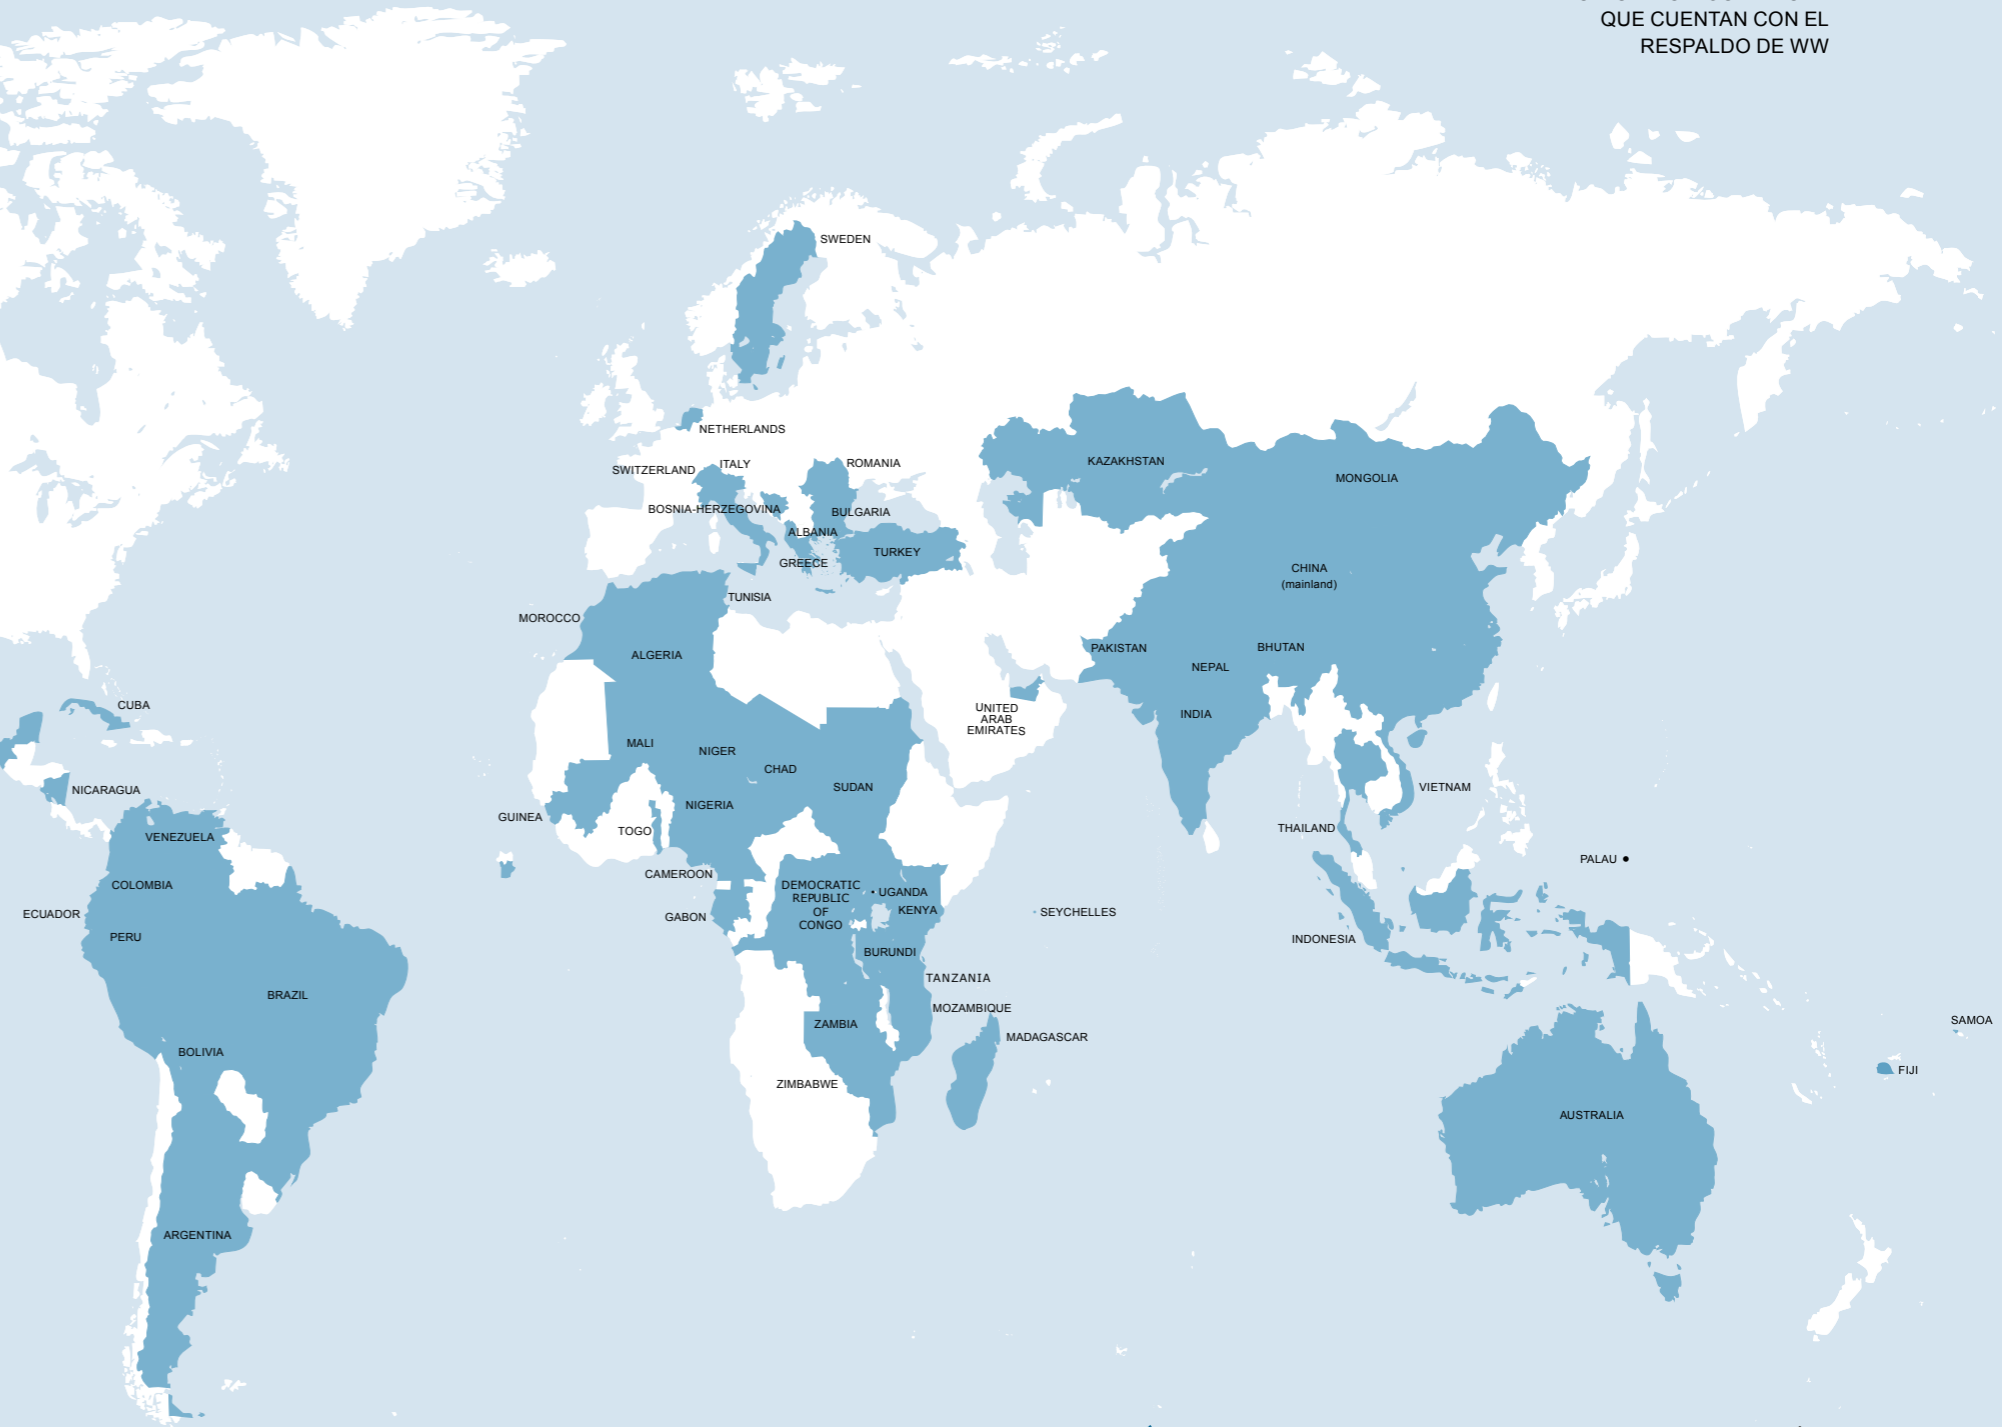 QUE CUENTAN CON EL
RESPALDO DE WW
SWEDEN
NETHERLANDS
SWITZERLAND
ITALY
ROMANIA
BOSNIA-HERZEGOVINA
BULGARIA
ALBANIA
GREECE
TURKEY
KAZAKHSTAN
MONGOLIA
CHINA
(mainland)
TUNISIA
MOROCCO
ALGERIA
PAKISTAN
BHUTAN
NEPAL
INDIA
UNITED
ARAB
EMIRATES
CUBA
NICARAGUA
MALI
NIGER
CHAD
SUDAN
NIGERIA
GUINEA
TOGO
VIETNAM
THAILAND
PALAU
VENEZUELA
COLOMBIA
ECUADOR
PERU
BRAZIL
BOLIVIA
ARGENTINA
CAMEROON
GABON
DEMOCRATIC
REPUBLIC
OF
CONGO
UGANDA
KENYA
SEYCHELLES
BURUNDI
TANZANIA
MOZAMBIQUE
ZAMBIA
MADAGASCAR
ZIMBABWE
INDONESIA
SAMOA
FIJI
AUSTRALIA